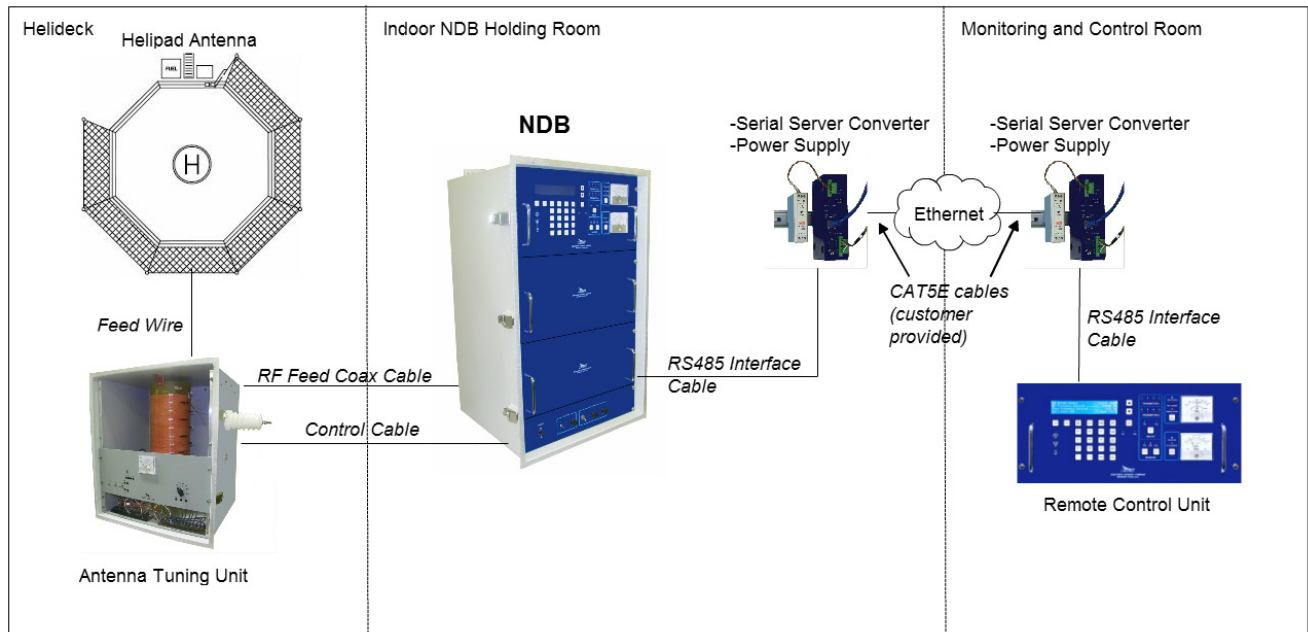 Helideck
Helipad Antenna
FUEL
H
Feed Wire
RF Feed Coax Cable
Control Cable
Antenna Tuning Unit
Indoor NDB Holding Room
NDB
-Serial Server Converter
-Power Supply
RS485 Interface
Cable
Ethernet
CAT5E cables
(customer
provided)
Monitoring and Control Room
-Serial Server Converter
-Power Supply
RS485 Interface
Cable
Remote Control Unit